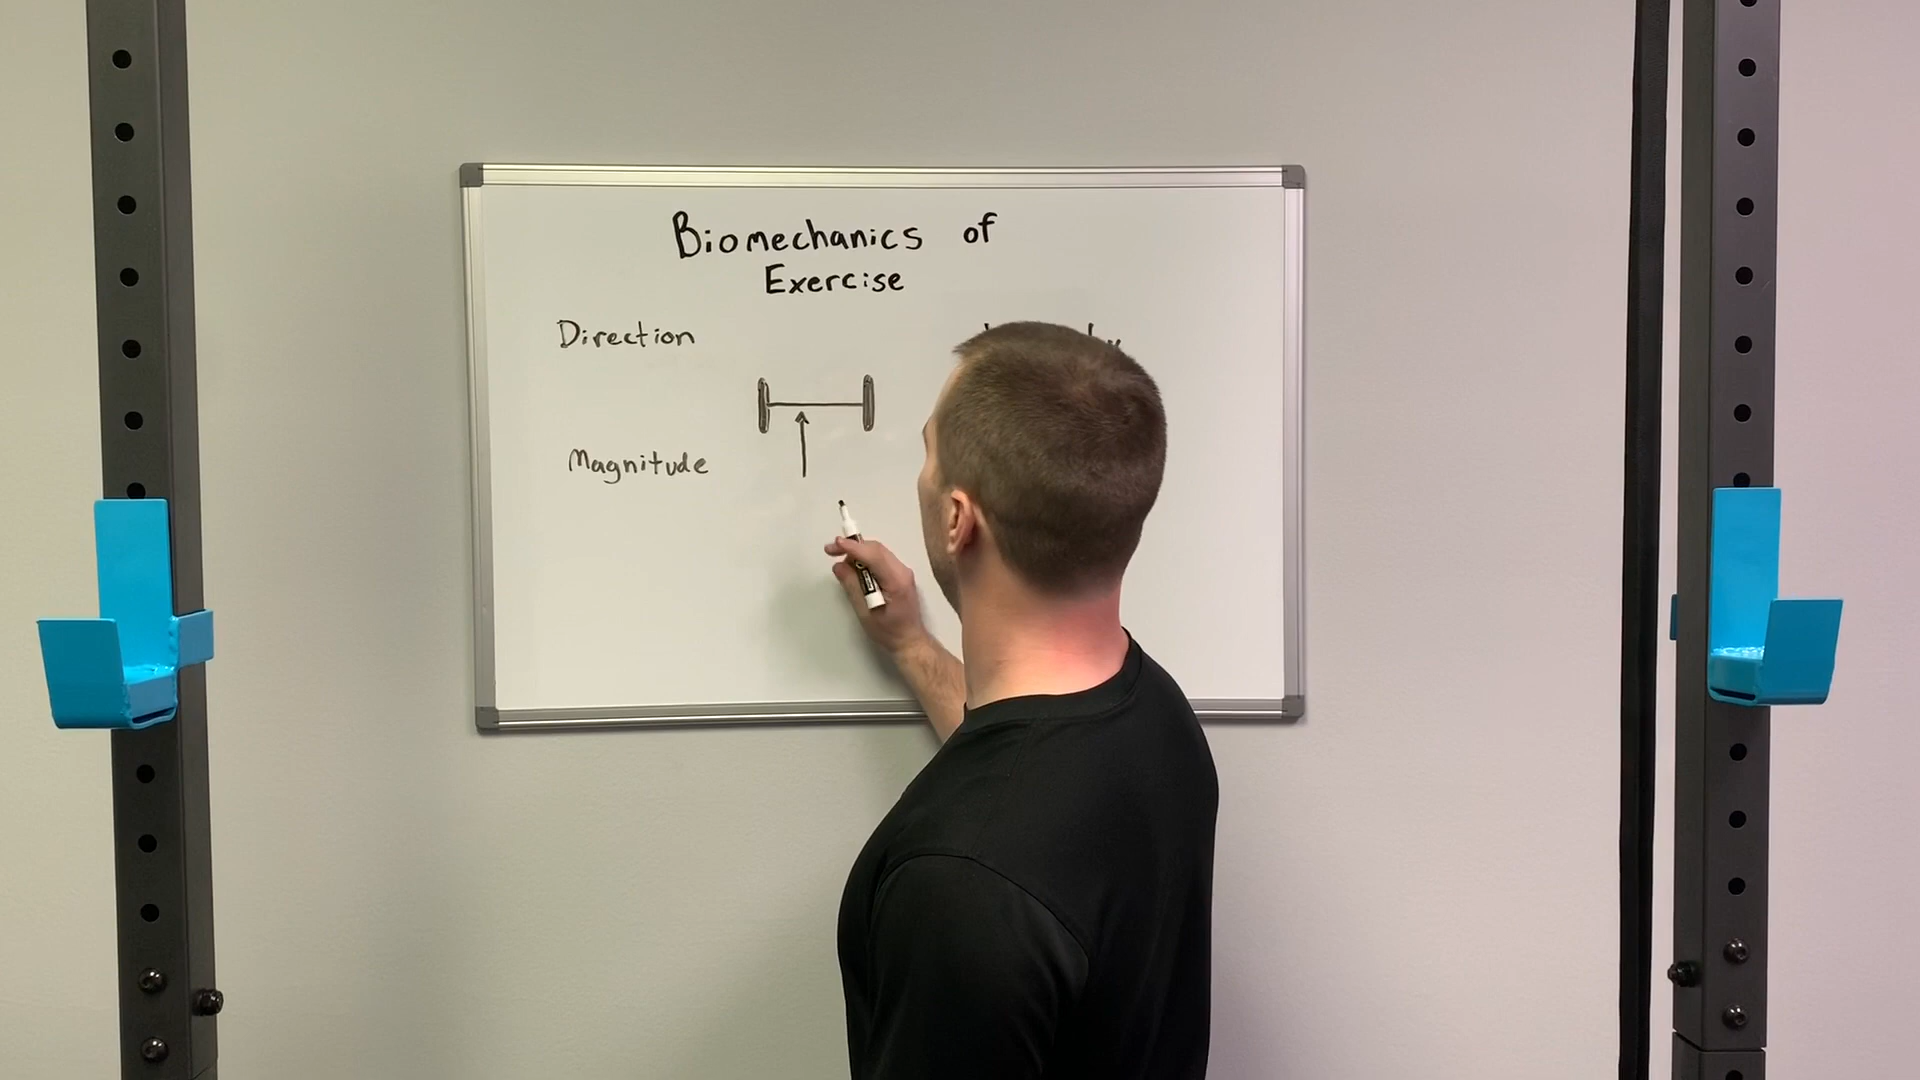 Biomechanics of
Exercise
Direction
Magnitude